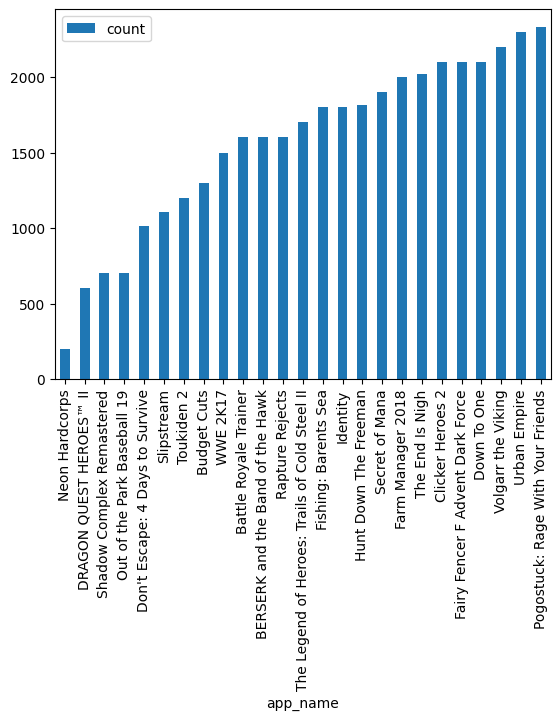 count
2000
1500
1000
500
0
Neon Hardcorps
DRAGON QUEST HEROES™ II
Shadow Complex Remastered
Out of the Park Baseball 19
Don't Escape: 4 Days to Survive
Slipstream
Toukiden 2
Budget Cuts
WWE 2K17
Battle Royale Trainer
BERSERK and the Band of the Hawk
Rapture Rejects
The Legend of Heroes: Trails of Cold Steel II
Fishing: Barents Sea
Identity
Hunt Down The Freeman
Secret of Mana
Farm Manager 2018
The End Is Nigh
Clicker Heroes 2
Fairy Fencer F Advent Dark Force
Down To One
Volgarr the Viking
Urban Empire
Pogostuck: Rage With Your Friends
app_name